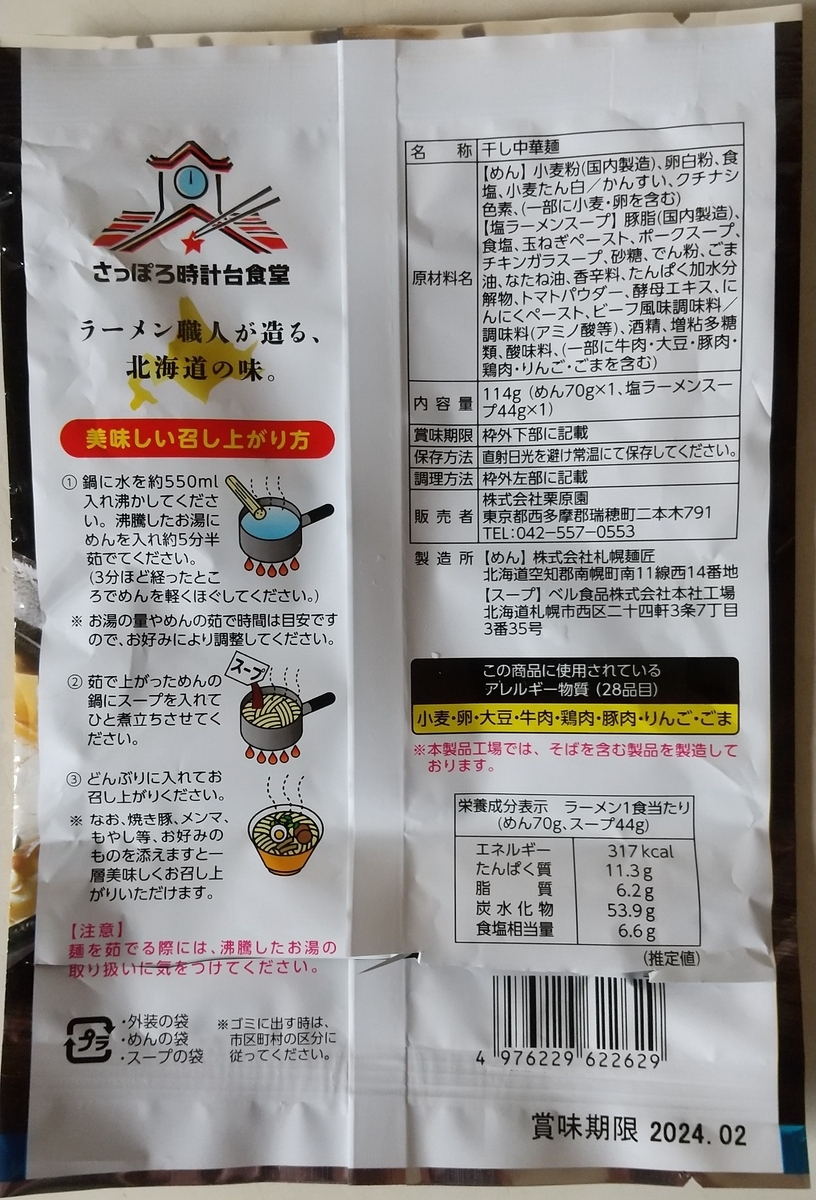 さっぽろ時計台食堂
ラーメン職人が造る、
北海道の味。
美味しい召し上がり方
① 鍋に水を約550ml
入れ沸かしてくださ
い。沸騰したお湯に
めんを入れ約5分半
茹でてください。
(3分ほど経ったとこ
ろでめんを軽くほぐしてください。)
※ お湯の量やめんの茹で時間は目安です
ので、お好みにより調整してください。
② 茹で上がっためんの
鍋にスープを入れて
ひと煮立ちさせてく
ださい。
スープ
③ どんぶりに入れてお
召し上がりください。
※ なお、焼き豚、メンマ、
もやし等、お好みの
ものを添えますと一
層美味しくお召し上
がりいただけます。
【注意】
麺を茹でる際には、沸騰したお湯の
取り扱いに気をつけてください。
プラ
・外装の袋
・めんの袋
・スープの袋
※ゴミに出す時は、
市区町村の区分に
従ってください。
名称 干し中華麺
原材料名
【めん】小麦粉(国内製造)、卵白粉、食
塩、小麦たん白／かんすい、クチナシ
色素、(一部に小麦・卵を含む)
【塩ラーメンスープ】豚脂(国内製造)、
食塩、玉ねぎペースト、ポークスープ、
チキンガラスープ、砂糖、でん粉、ごま
油、なたね油、香辛料、たんぱく加水分
解物、トマトパウダー、酵母エキス、に
んにくペースト、ビーフ風味調味料／
調味料(アミノ酸等)、酒精、増粘多糖
類、酸味料、(一部に牛肉・大豆・豚肉・
鶏肉・りんご・ごまを含む)
内容量 114g (めん70g×1、塩ラーメンスー
プ44g×1)
賞味期限 枠外下部に記載
保存方法 直射日光を避け常温にて保存してください。
調理方法 枠外左部に記載
販売者 株式会社栗原園
東京都西多摩郡瑞穂町二本木791
TEL:042-557-0553
製造所 【めん】株式会社札幌麺匠
北海道空知郡南幌町南11線西14番地
【スープ】ベル食品株式会社本社工場
北海道札幌市西区二十四軒3条7丁目
3番35号
この商品に使用されている
アレルギー物質 (28品目)
小麦・卵・大豆・牛肉・鶏肉・豚肉・りんご・ごま
※本製品工場では、そばを含む製品を製造して
おります。
栄養成分表示 ラーメン1食当たり
(めん70g、スープ44g)
エネルギー 317kcal
たんぱく質 11.3g
脂質 6.2g
炭水化物 53.9g
食塩相当量 6.6g
(推定値)
4 976229 622629
賞味期限 2024.02